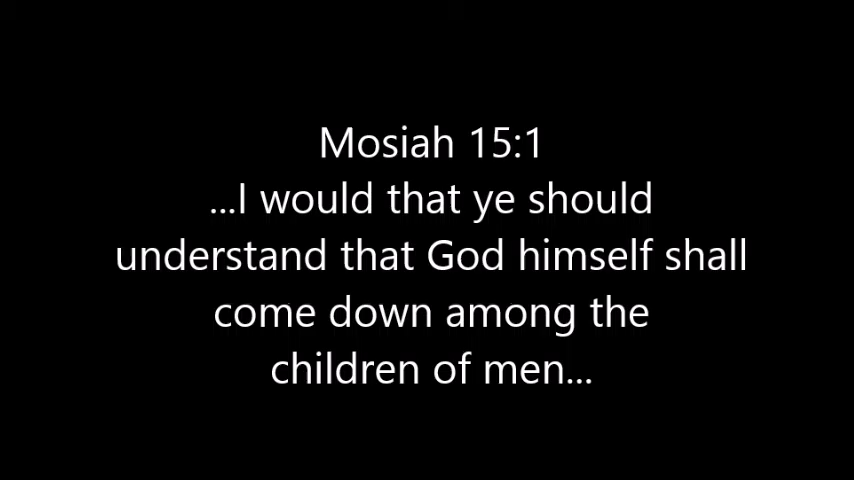 Mosiah 15:1
...I would that ye should
understand that God himself shall
come down among the
children of men...